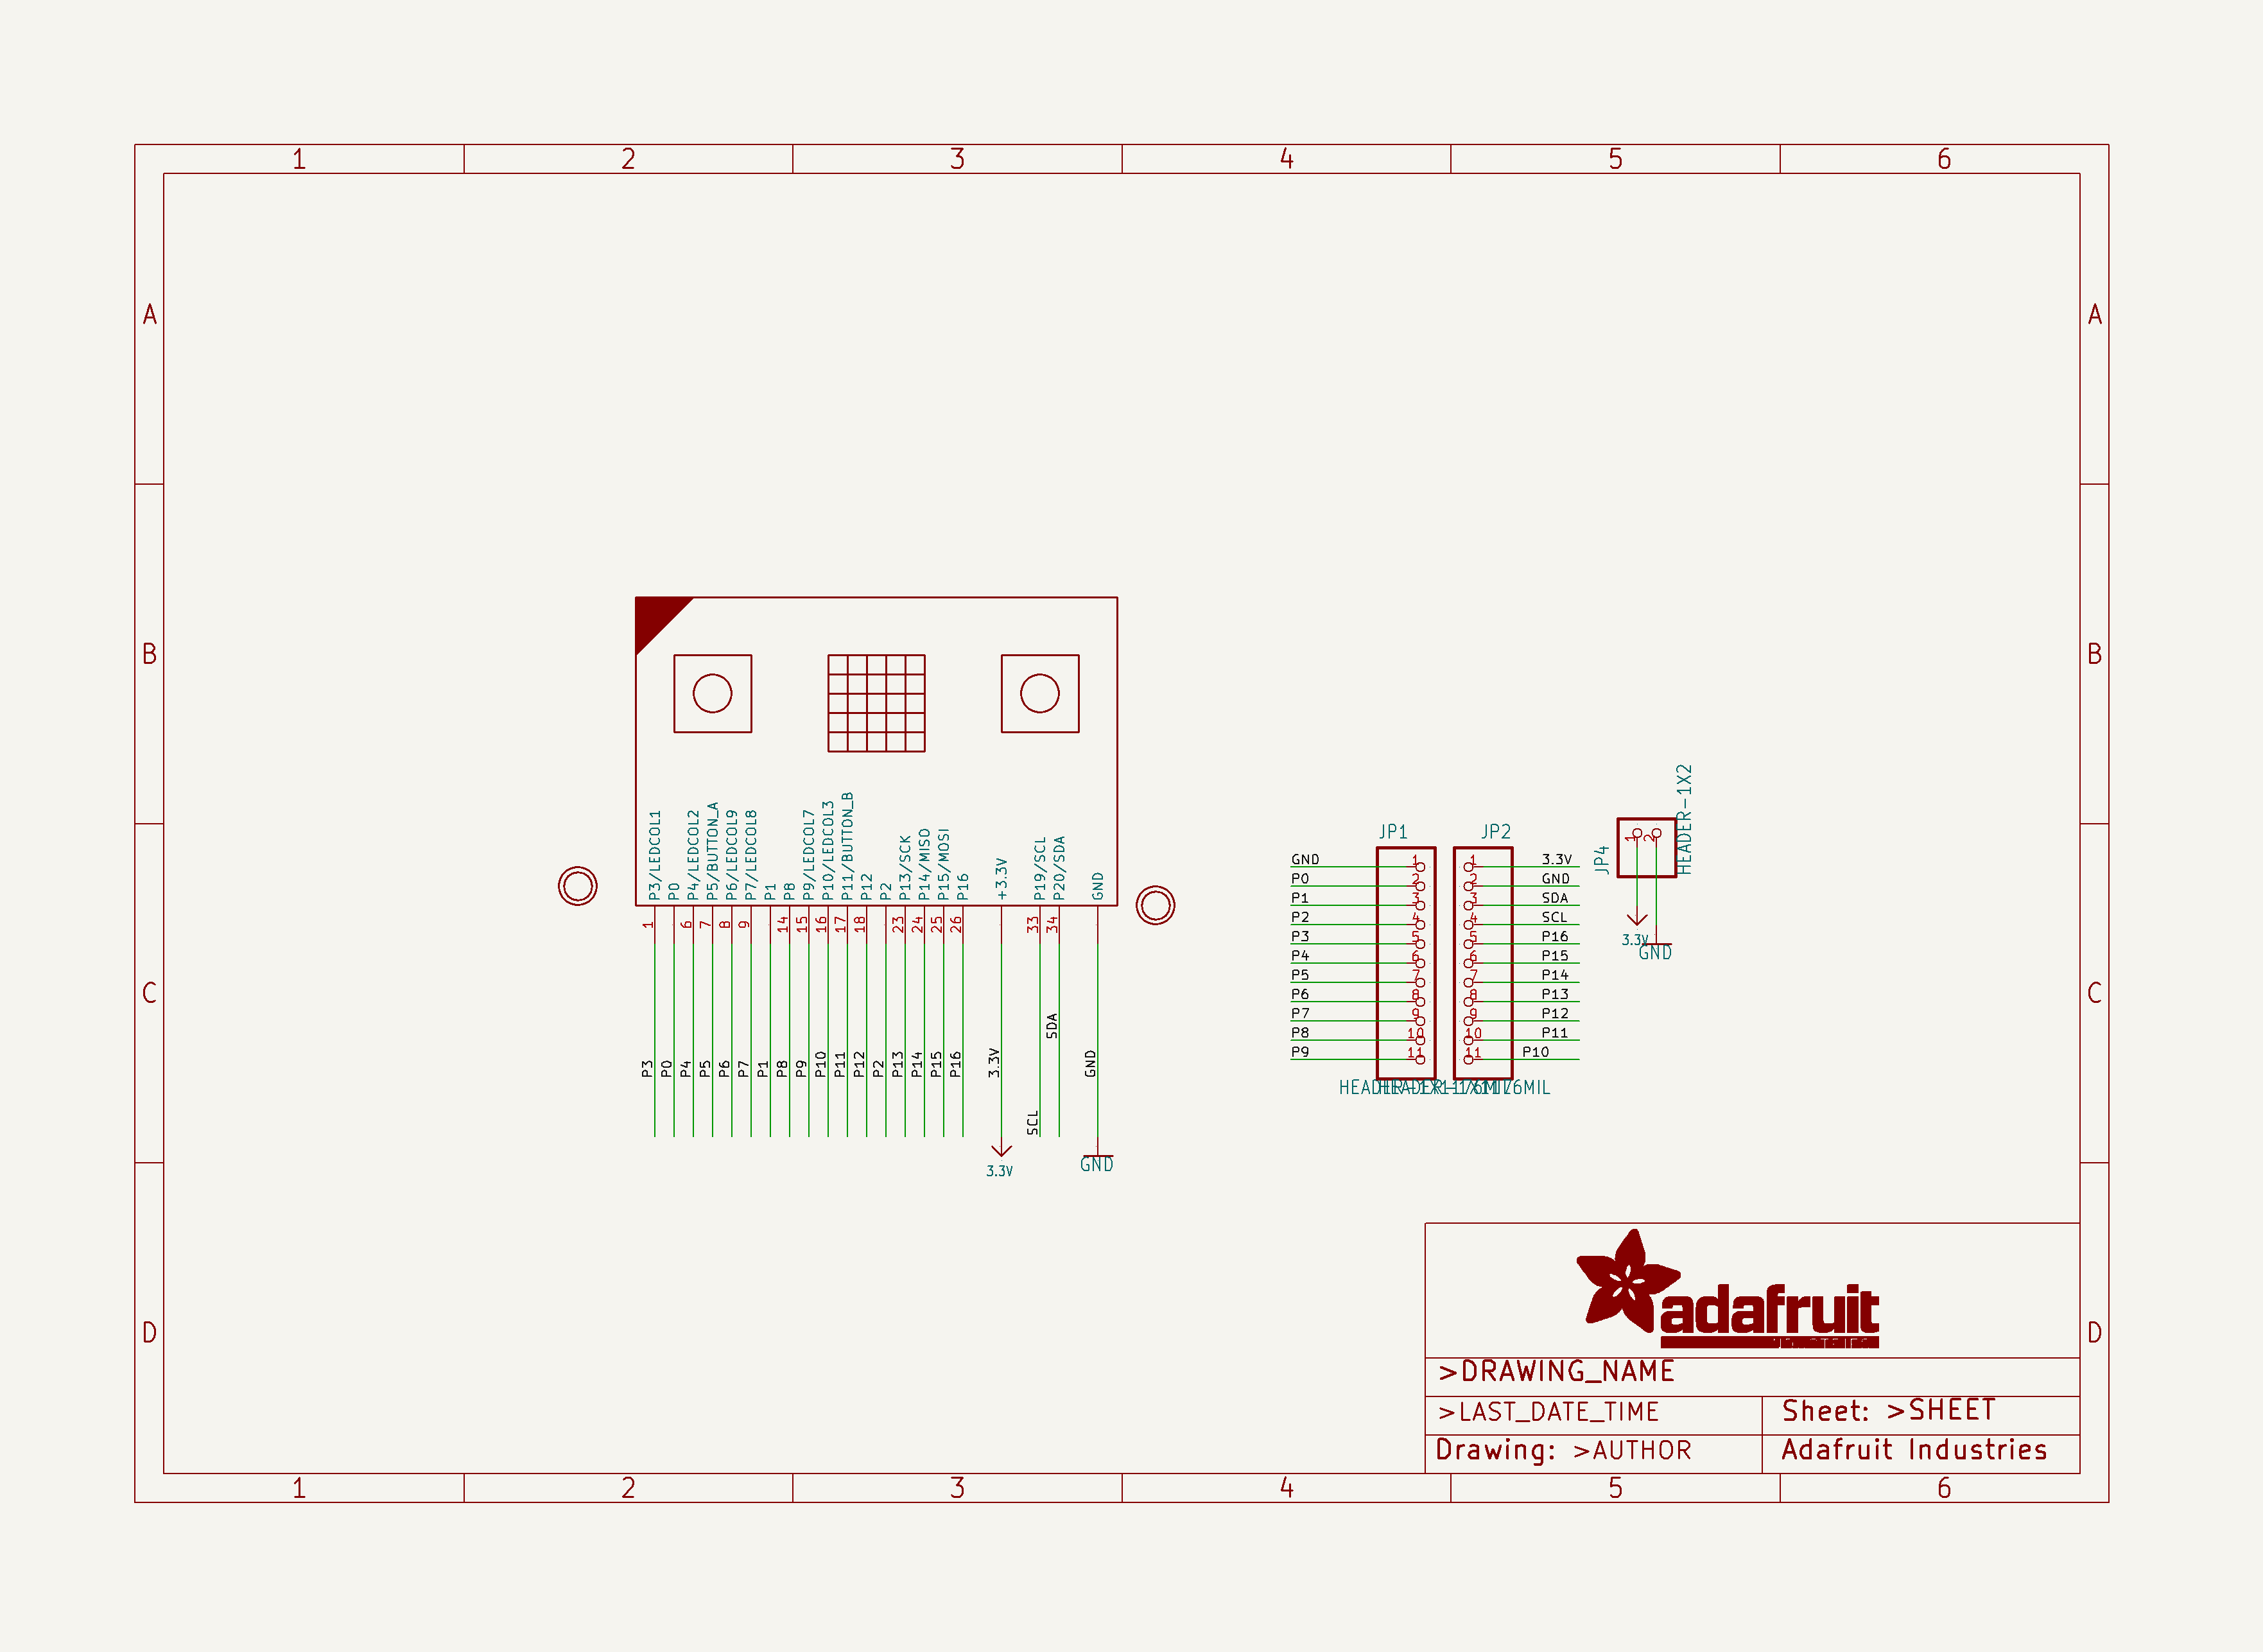 1 2 3 4 5 6
A A
B B
C C
D D
P3/LEDCOL1
P0
P4/LEDCOL2
P5/BUTTON_A
P6/LEDCOL9
P7/LEDCOL8
P1
P8
P9/LEDCOL7
P10/LEDCOL3
P11/BUTTON_B
P12
P2
P13/SCK
P14/MISO
P15/MOSI
P16
+3.3V
P19/SCL
P20/SDA
GND
1 6 7 8 9 14 15 16 17 18 23 24 25 26 33 34
P3
P0
P4
P5
P6
P7
P1
P8
P9
P10
P11
P12
P2
P13
P14
P15
P16
3.3V
SCL
SDA
GND
3.3V
GND
JP1 JP2
GND 1 1 3.3V
P0 2 2 GND
P1 3 3 SDA
P2 4 4 SCL
P3 5 5 P16
P4 6 6 P15
P5 7 7 P14
P6 8 8 P13
P7 9 9 P12
P8 10 10 P11
P9 11 11 P10
JP4
1 2
HEADER-1X2
3.3V
GND
adafruit
>DRAWING_NAME
>LAST_DATE_TIME
Sheet: >SHEET
Drawing: >AUTHOR
Adafruit Industries
1 2 3 4 5 6